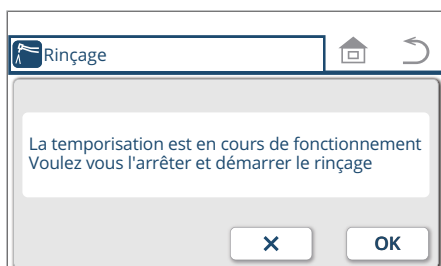 Rinçage
La temporisation est en cours de fonctionnement
Voulez vous l'arrêter et démarrer le rinçage
OK